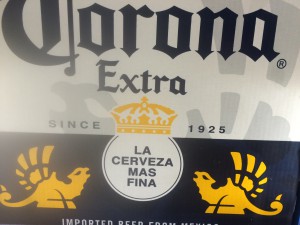 Corona®
Extra
SINCE 1925
LA
CERVEZA
MAS
FINA
IMPORTED BEER FROM MEXICO